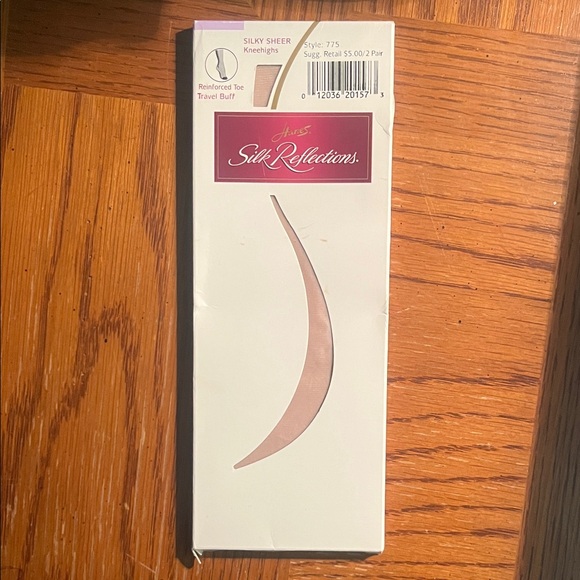 SILKY SHEER
Kneehighs
Style: 775
Sugg. Retail $5.00/2 Pair
Reinforced Toe
Travel Buff
0 12036 20157 3
Hanes
Silk Reflections.